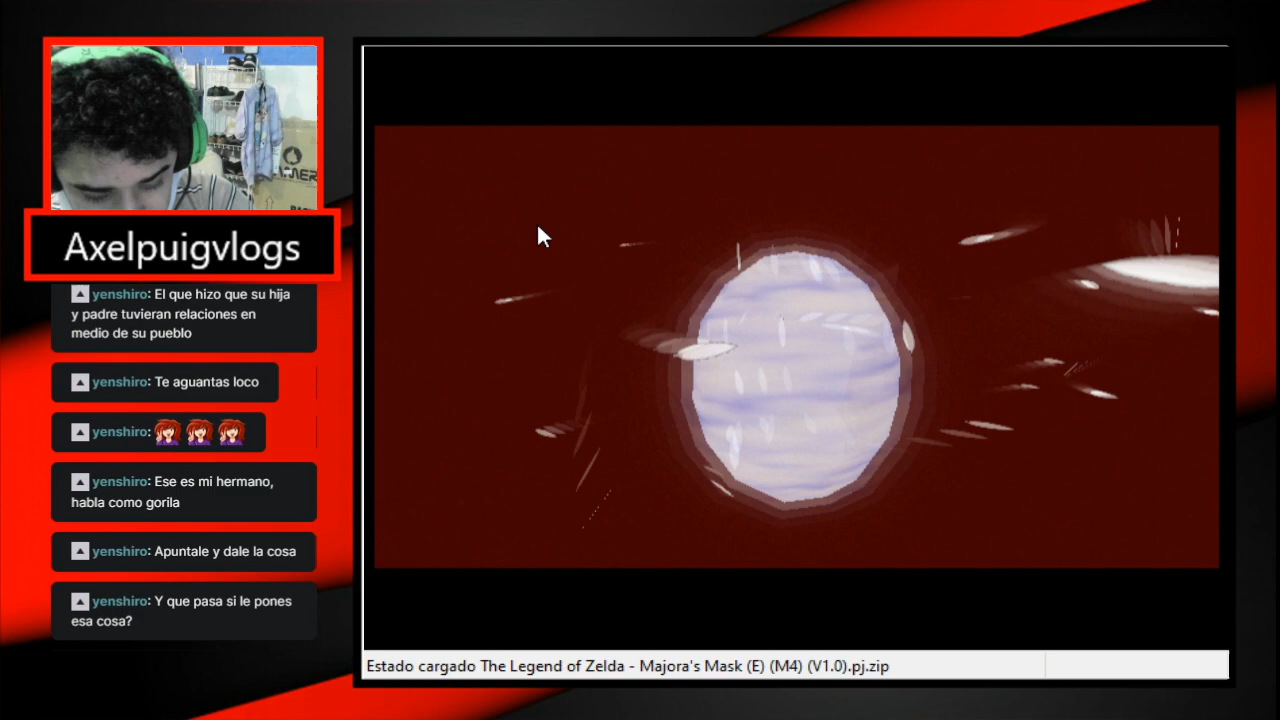 Axelpuigvlogs
yenshiro: El que hizo que su hija
y padre tuvieran relaciones en
medio de su pueblo
yenshiro: Te aguantas loco
yenshiro:
yenshiro: Ese es mi hermano,
habla como gorila
yenshiro: Apuntale y dale la cosa
yenshiro: Y que pasa si le pones
esa cosa?
Estado cargado The Legend of Zelda - Majora's Mask (E) (M4) (V1.0).pj.zip